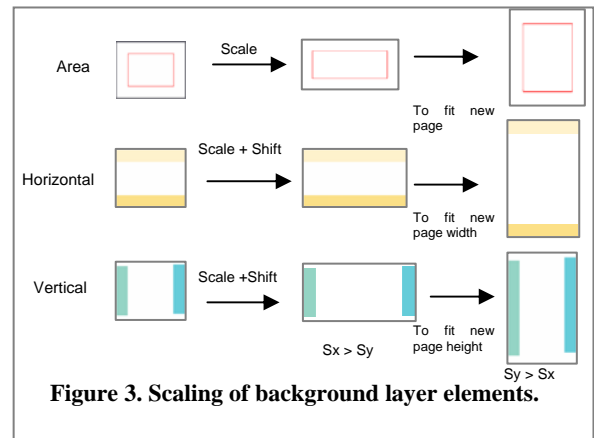 Area
Scale
To fit new
page
Horizontal
Scale + Shift
To fit new
page width
Vertical
Scale +Shift
Sx > Sy
To fit new
page height
Sy > Sx
Figure 3. Scaling of background layer elements.